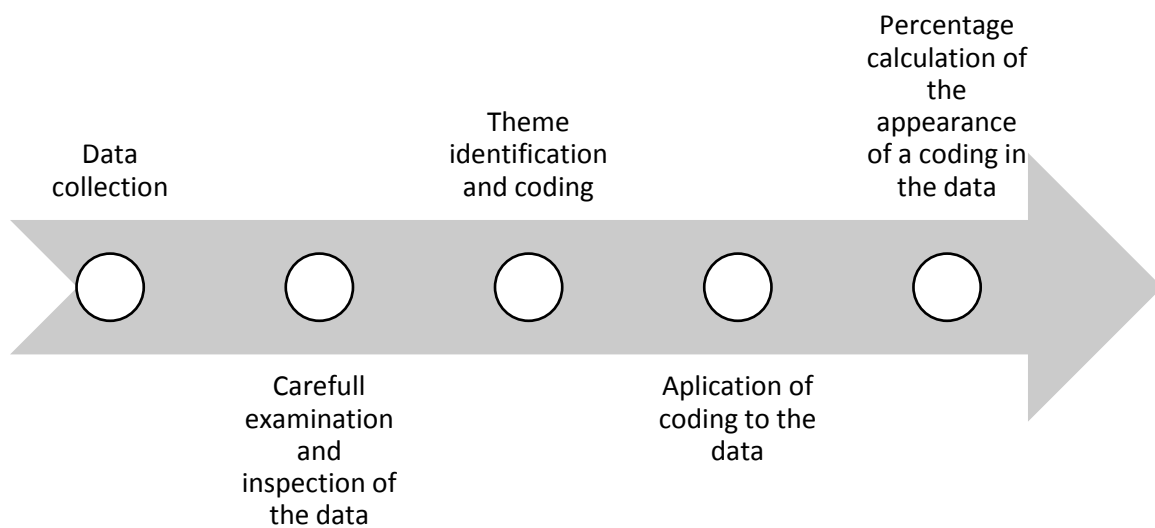 Data
collection
Carefull
examination
and
inspection of
the data
Theme
identification
and coding
Aplication of
coding to the
data
Percentage
calculation of
the
appearance
of a coding in
the data